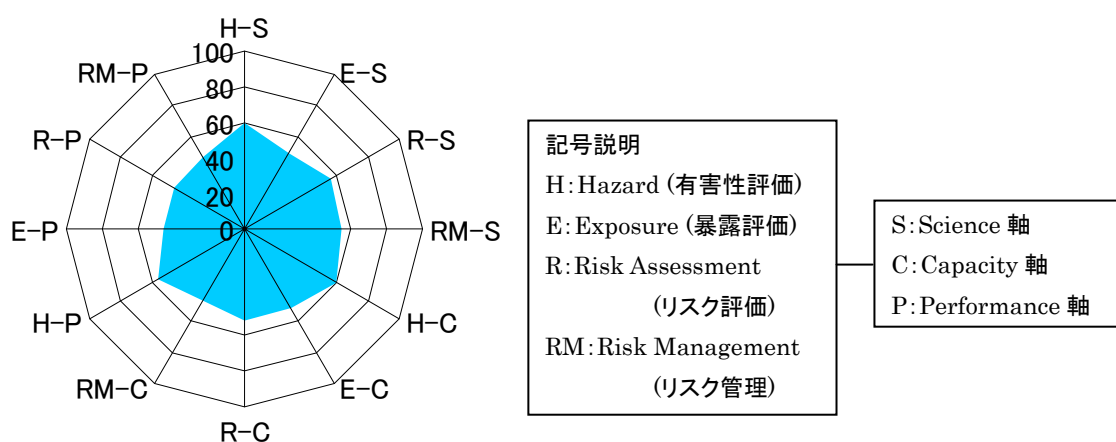 H-S
E-S
R-S
RM-S
H-C
E-C
R-C
RM-C
H-P
E-P
R-P
RM-P
100
80
60
40
20
0
記号説明
H:Hazard (有害性評価)
E:Exposure (暴露評価)
R:Risk Assessment
(リスク評価)
RM:Risk Management
(リスク管理)
S:Science 軸
C:Capacity 軸
P:Performance 軸